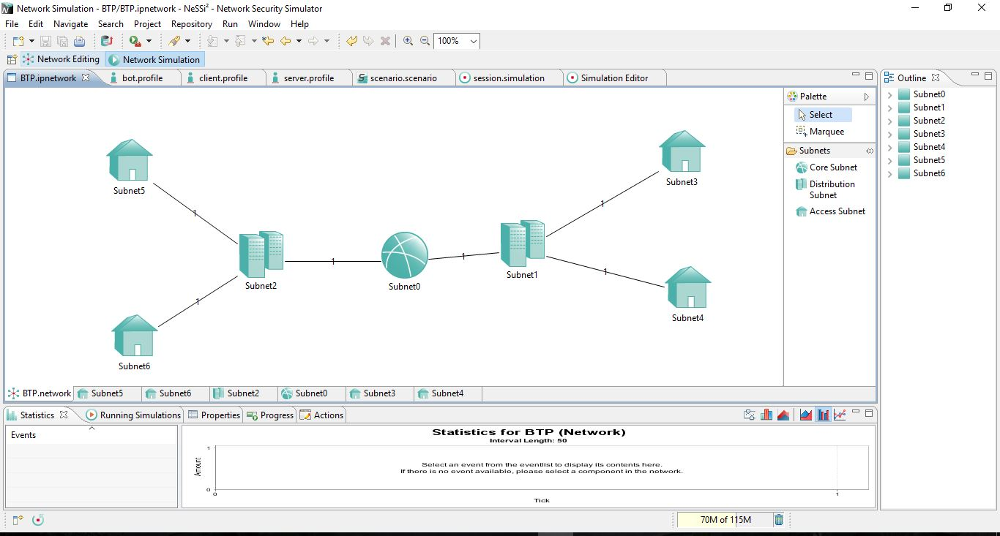 Network Simulation - BTP/BTP.ipnetwork - NeSSi² - Network Security Simulator
File Edit Navigate Search Project Repository Run Window Help
100%
Network Editing Network Simulation
BTP.ipnetwork bot.profile client.profile server.profile scenario.scenario session.simulation Simulation Editor
Outline
Palette
Select
Marquee
Subnets
Core Subnet
Distribution
Subnet
Access Subnet
Subnet0
Subnet1
Subnet2
Subnet3
Subnet4
Subnet5
Subnet6
Subnet5
Subnet3
1
1
Subnet2
1
Subnet0
1
Subnet1
1
1
Subnet4
Subnet6
BTP.network Subnet5 Subnet6 Subnet2 Subnet0 Subnet3 Subnet4
Statistics Running Simulations Properties Progress Actions
Events
Statistics for BTP (Network)
Interval Length: 50
1
Amount
Select an event from the eventlist to display its contents here.
If there is no event available, please select a component in the network.
0
0
1
Tick
70M of 115M